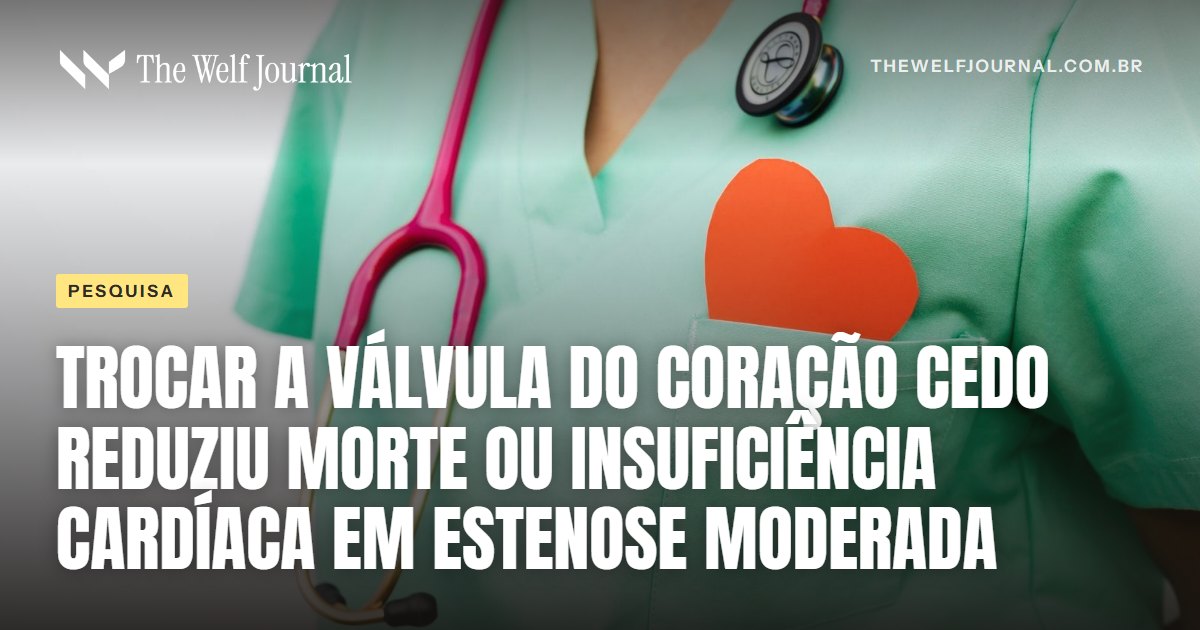 The Welf Journal
THEWELFJOURNAL.COM.BR
PESQUISA
TROCAR A VÁLVULA DO CORAÇÃO CEDO
REDUZIU MORTE OU INSUFICIÊNCIA
CARDÍACA EM ESTENOSE MODERADA